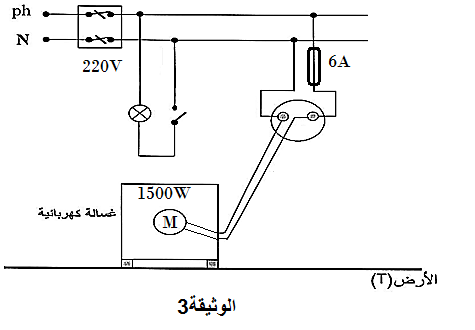 ph
N
220V
6A
1500W
غسالة كهربائية
M
الأرض(T)
الوثيقة3